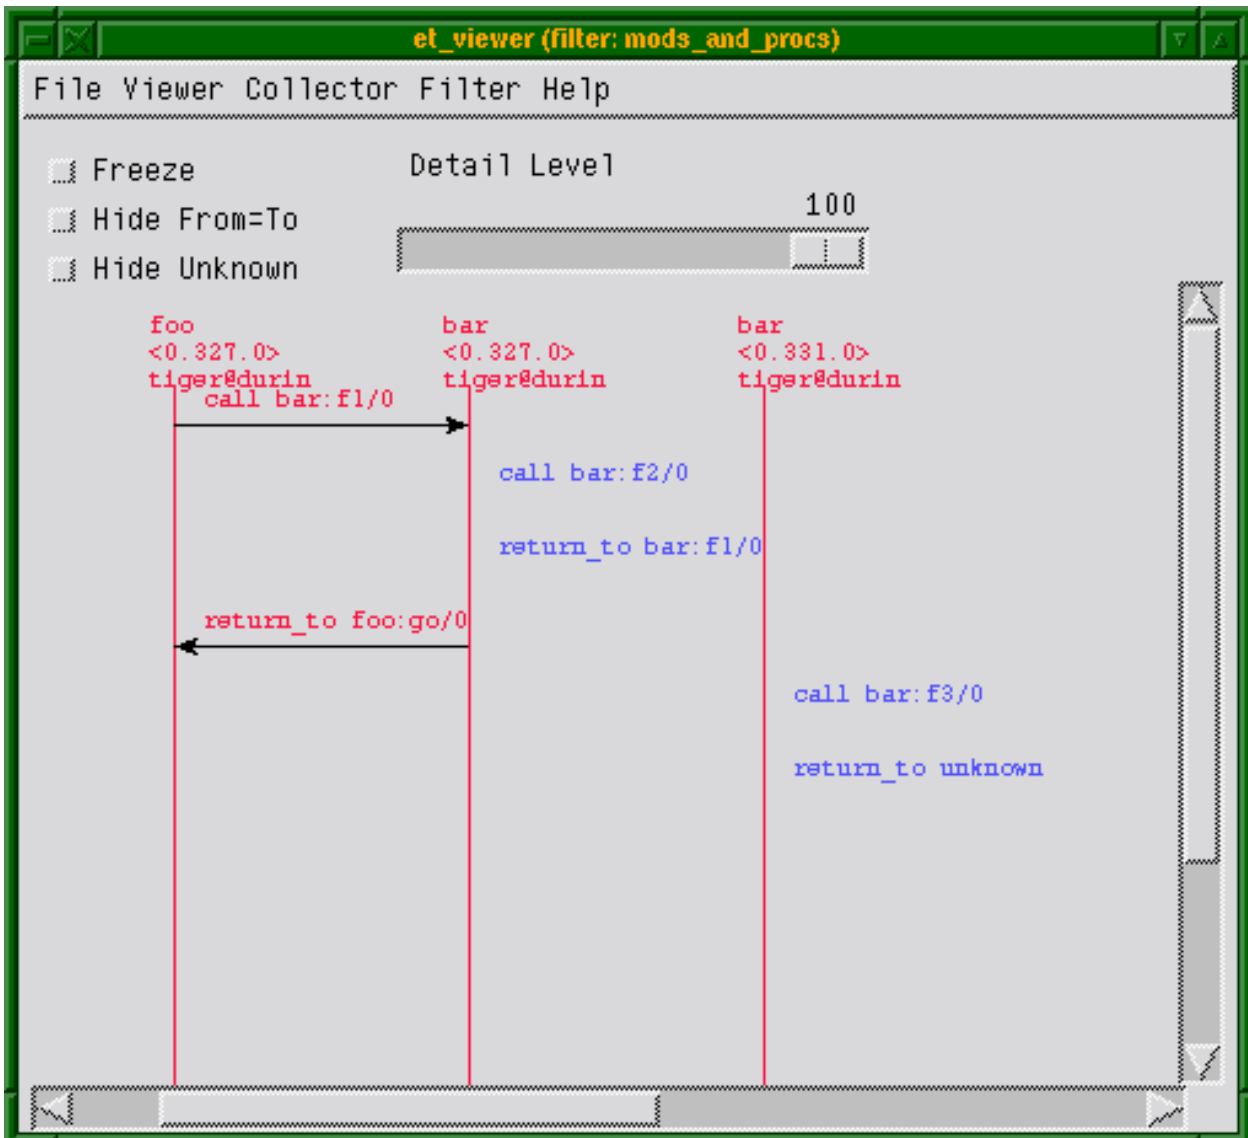 et_viewer (filter: mods_and_procs)
File Viewer Collector Filter Help
Freeze
Detail Level
100
Hide From=To
Hide Unknown
foo bar bar
<0.327.0> <0.327.0> <0.331.0>
tiger@durin tiger@durin tiger@durin
call bar:f1/0
call bar:f2/0
return_to bar:f1/0
return_to foo:go/0
call bar:f3/0
return_to unknown